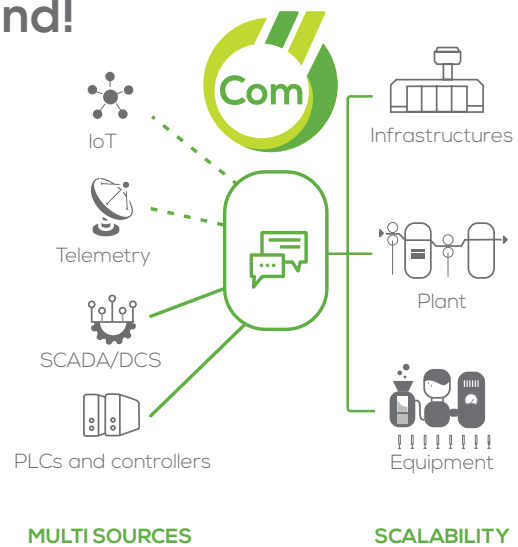 nd!
Com
IoT
Infrastructures
Telemetry
Plant
SCADA/DCS
PLCs and controllers
Equipment
MULTI SOURCES
SCALABILITY